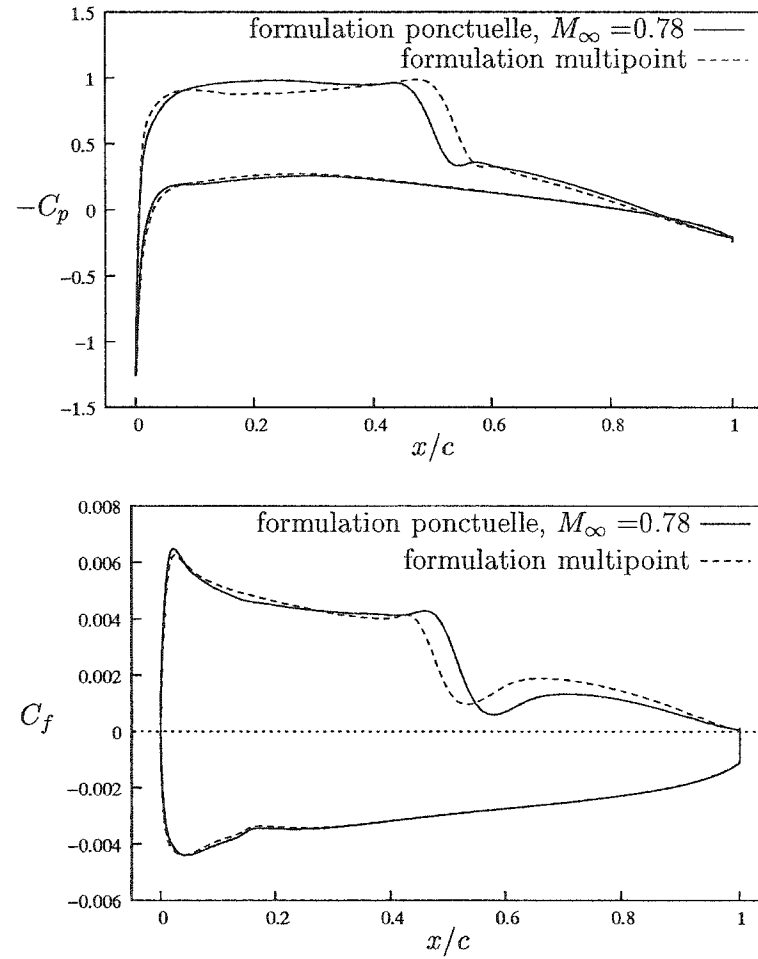 1.5
formulation ponctuelle, M∞ =0.78
formulation multipoint
1
0.5
−Cp
0
−0.5
−1
−1.5
0 0.2 0.4 0.6 0.8 1
x/c
0.008
formulation ponctuelle, M∞ =0.78
0.006
formulation multipoint
0.004
0.002
Cf
0
−0.002
−0.004
−0.006
0 0.2 0.4 0.6 0.8 1
x/c